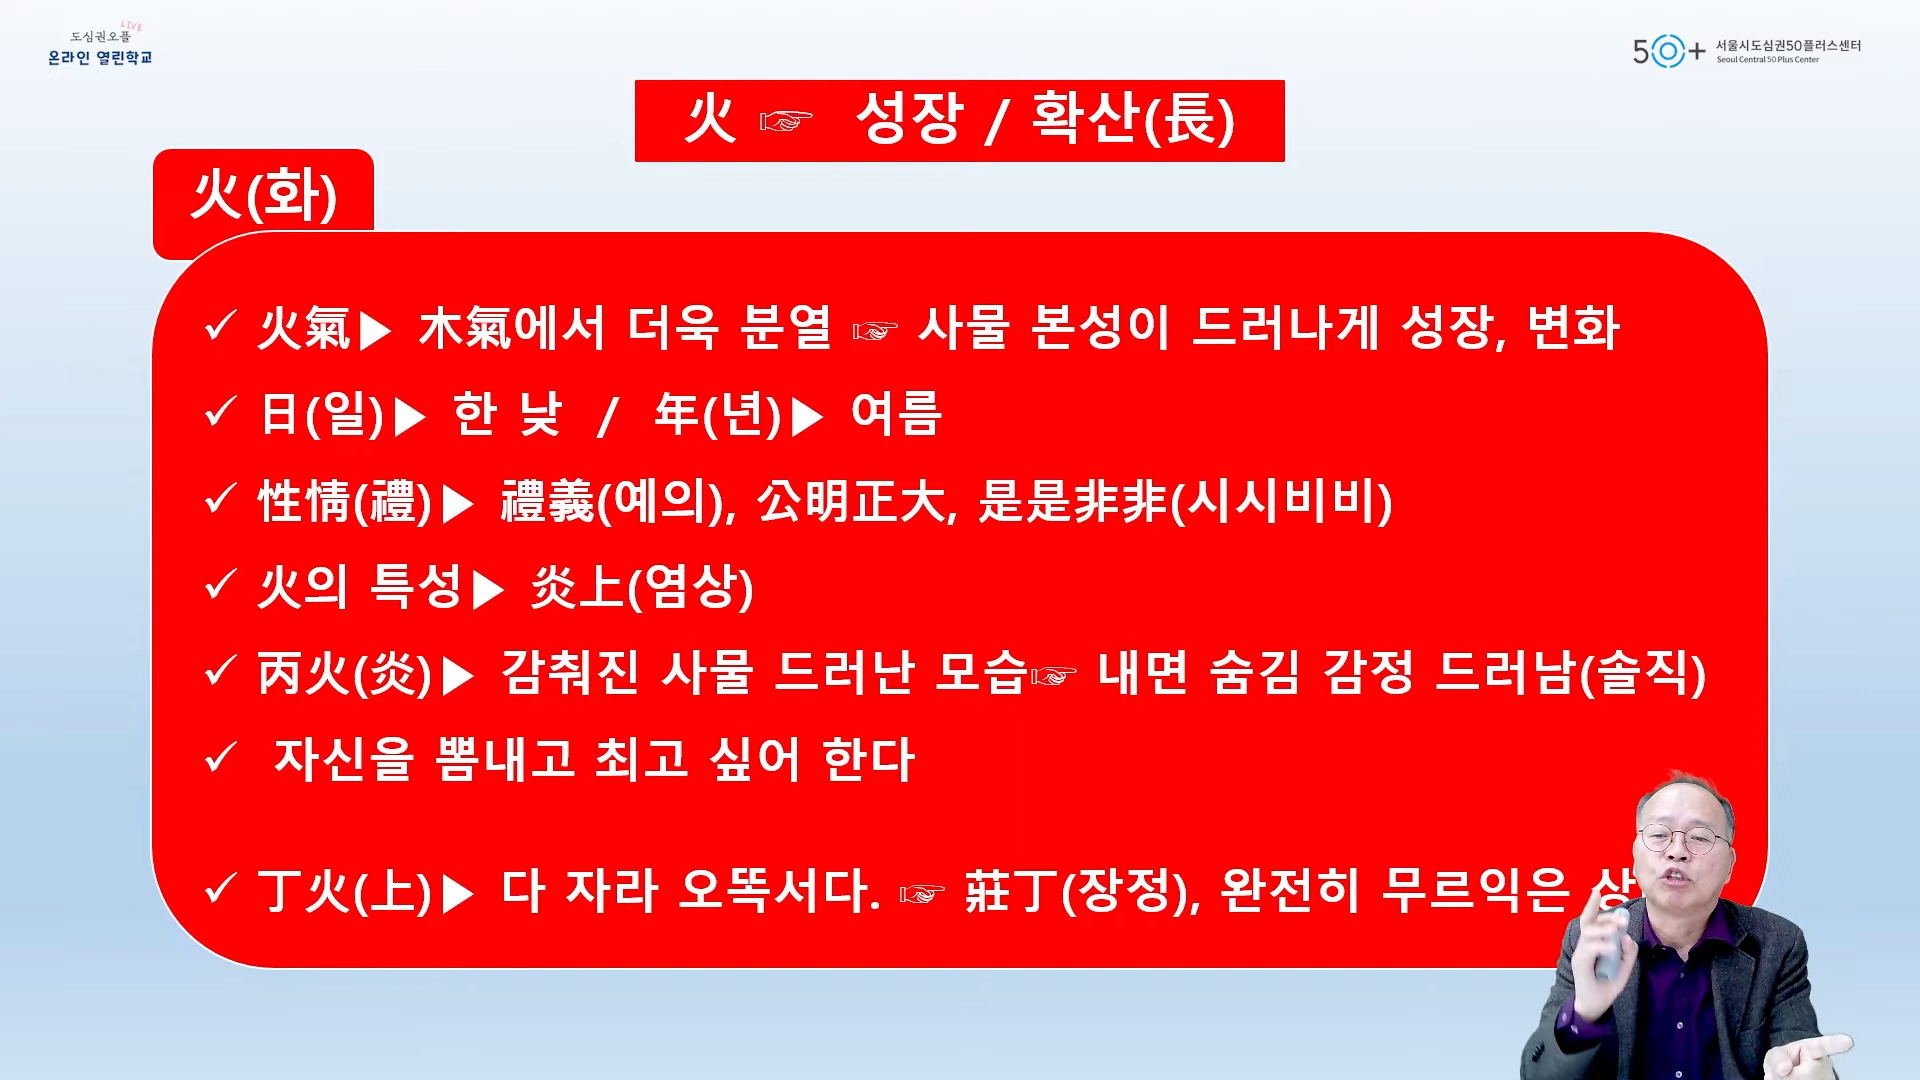 도심권오플 LIVE
온라인 열린학교
50+ 서울시도심권50플러스센터
Seoul Central 50 Plus Center
火 ☞ 성장 / 확산(長)
火(화)
✓ 火氣▶ 木氣에서 더욱 분열 ☞ 사물 본성이 드러나게 성장, 변화
✓ 日(일)▶ 한 낮 / 年(년)▶ 여름
✓ 性情(禮)▶ 禮義(예의), 公明正大, 是是非非(시시비비)
✓ 火의 특성▶ 炎上(염상)
✓ 丙火(炎)▶ 감춰진 사물 드러난 모습☞ 내면 숨김 감정 드러남(솔직)
✓ 자신을 뽐내고 최고 싶어 한다
✓ 丁火(上)▶ 다 자라 오똑서다. ☞ 莊丁(장정), 완전히 무르익은